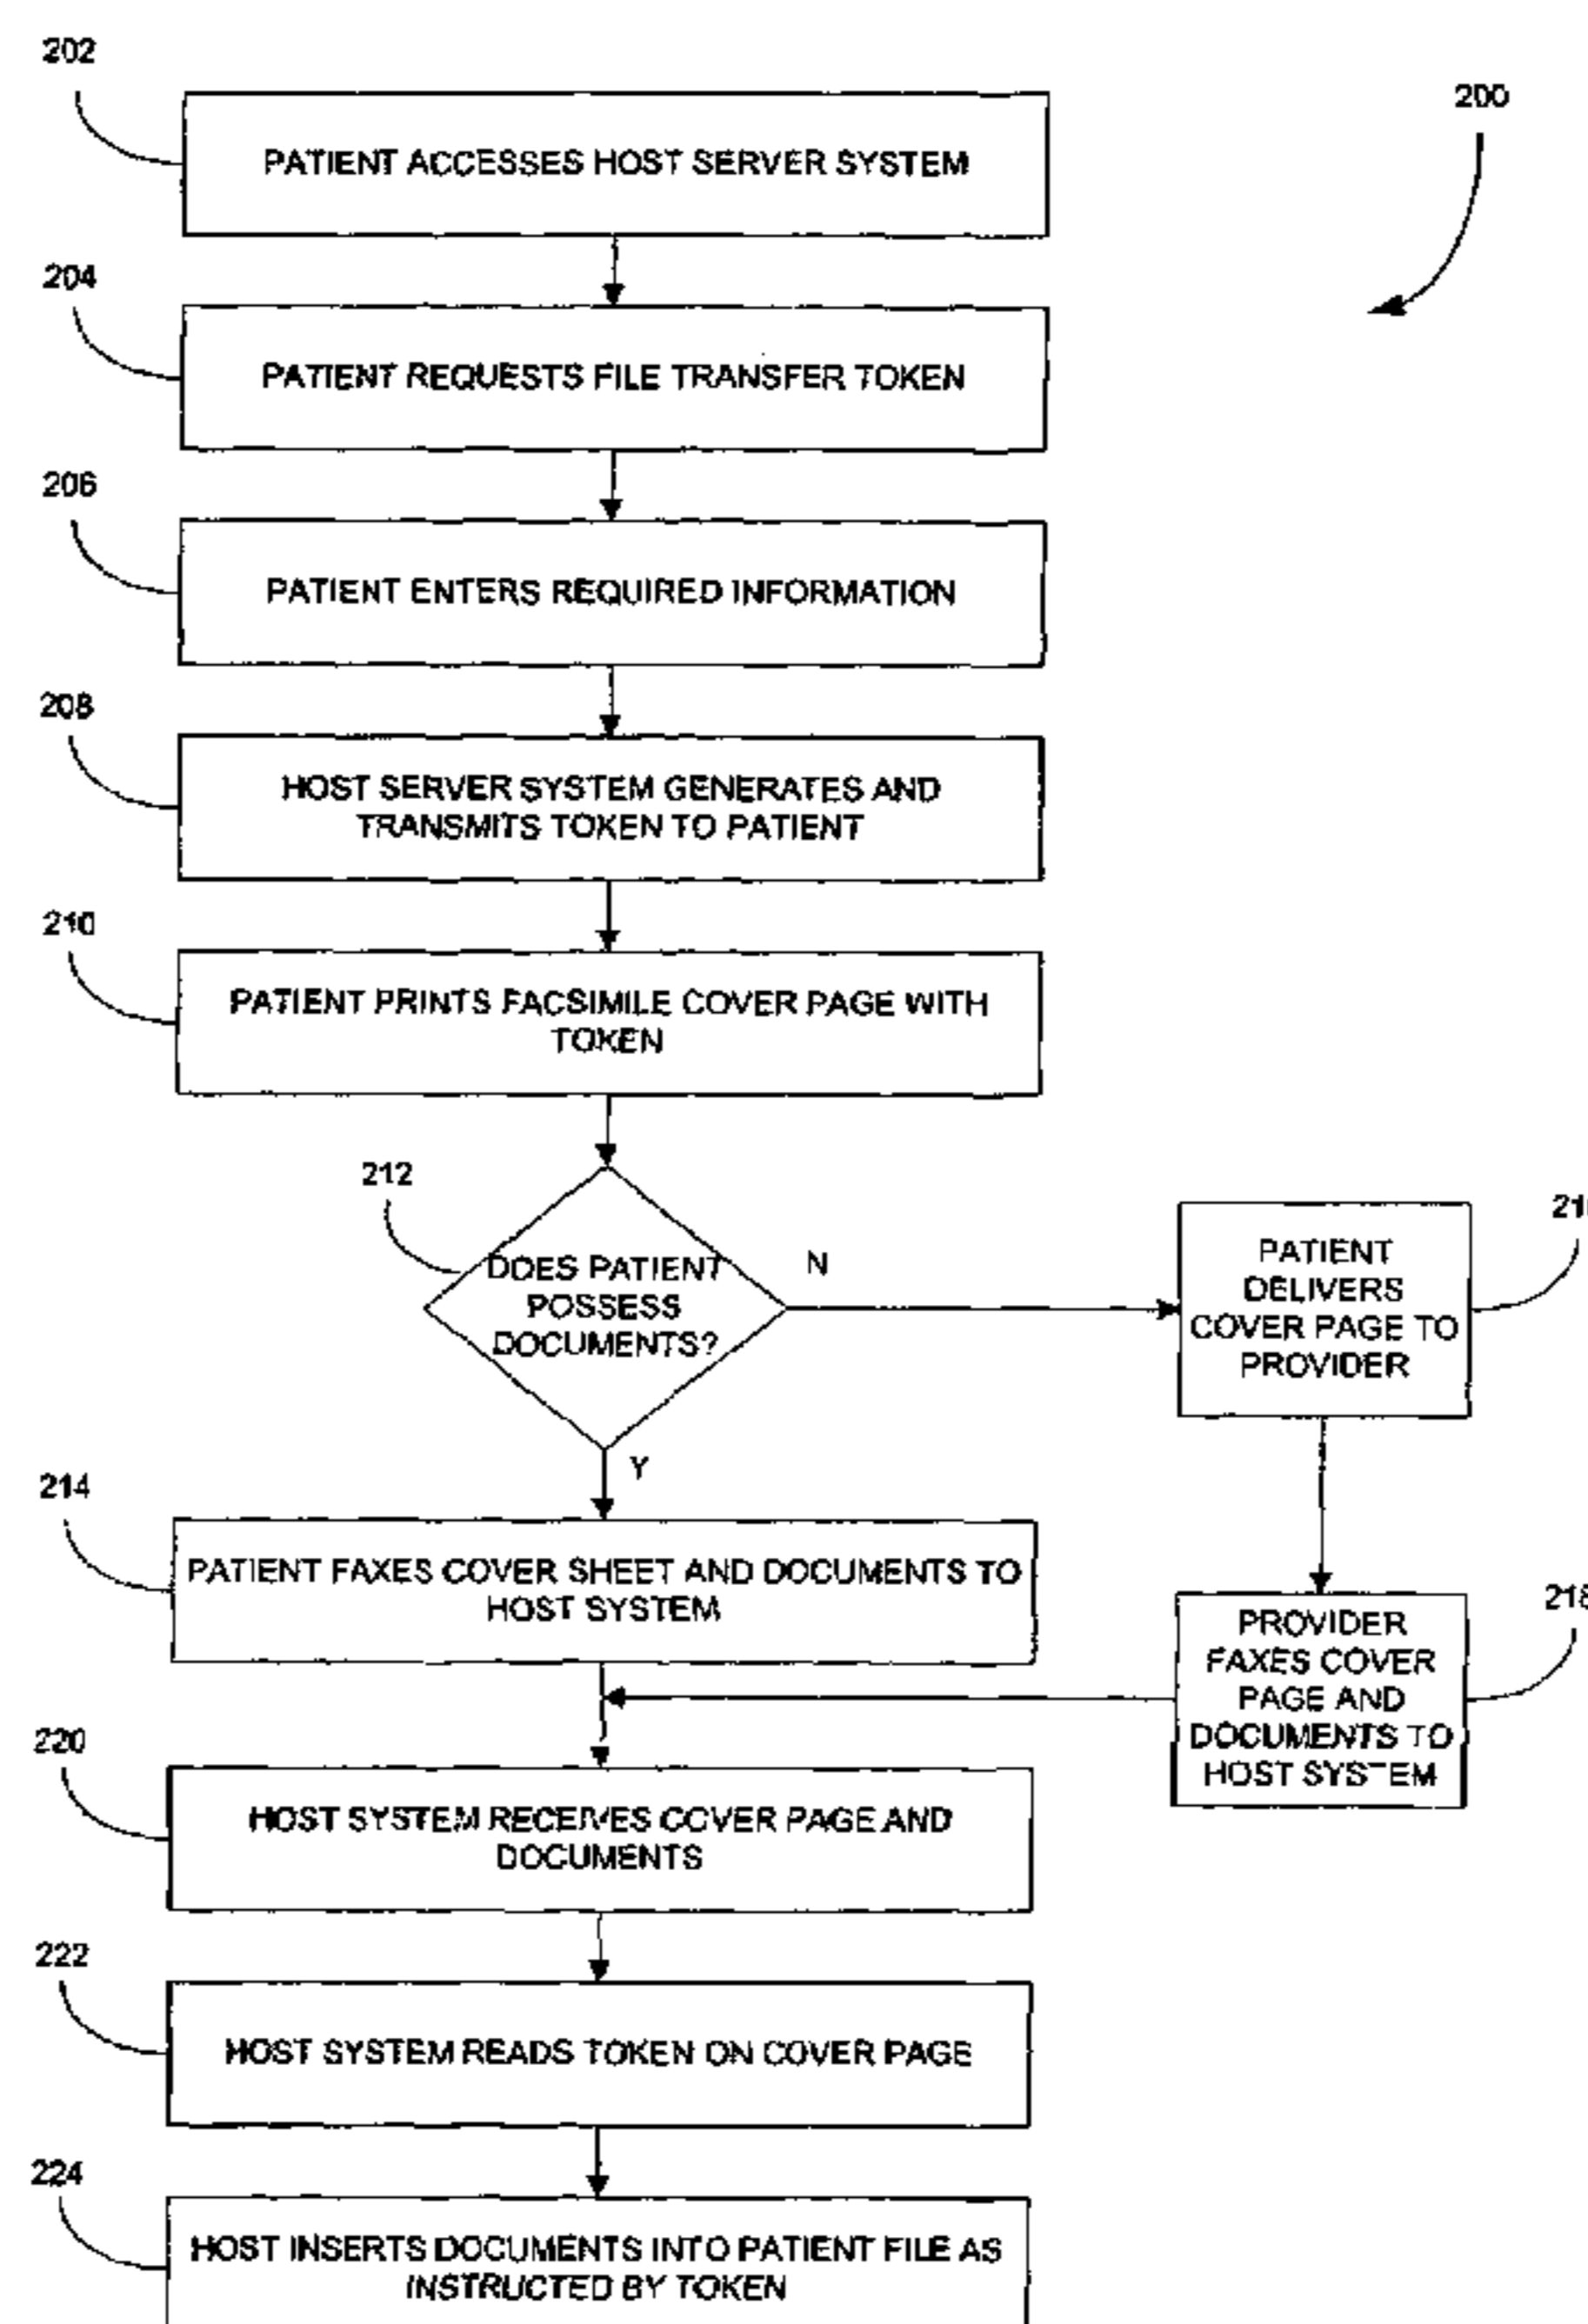 202
200
PATIENT ACCESSES HOST SERVER SYSTEM
204
PATIENT REQUESTS FILE TRANSFER TOKEN
206
PATIENT ENTERS REQUIRED INFORMATION
208
HOST SERVER SYSTEM GENERATES AND
TRANSMITS TOKEN TO PATIENT
210
PATIENT PRINTS FACSIMILE COVER PAGE WITH
TOKEN
212
DOES PATIENT
POSSESS
DOCUMENTS?
N
PATIENT
DELIVERS
COVER PAGE TO
PROVIDER
Y
214
PATIENT FAXES COVER SHEET AND DOCUMENTS TO
HOST SYSTEM
218
PROVIDER
FAXES COVER
PAGE AND
DOCUMENTS TO
HOST SYSTEM
220
HOST SYSTEM RECEIVES COVER PAGE AND
DOCUMENTS
222
HOST SYSTEM READS TOKEN ON COVER PAGE
224
HOST INSERTS DOCUMENTS INTO PATIENT FILE AS
INSTRUCTED BY TOKEN